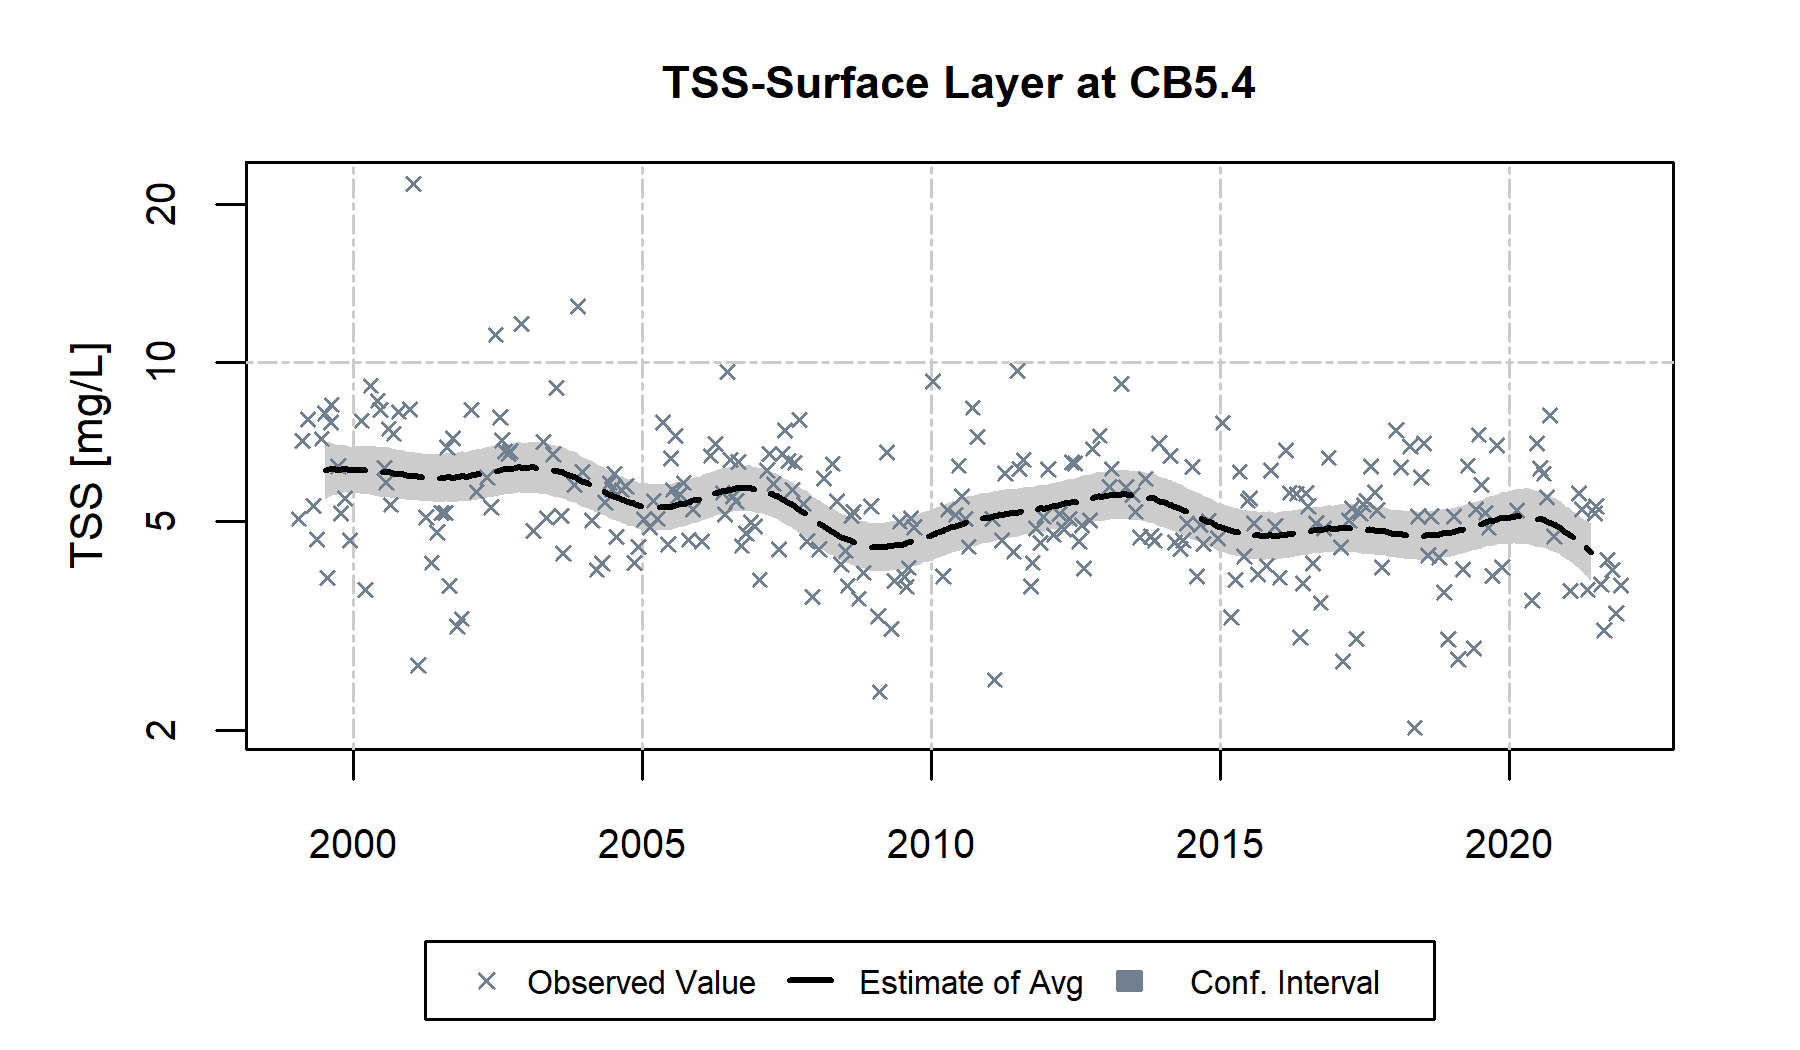 TSS-Surface Layer at CB5.4
TSS [mg/L]
20
10
5
2
2000 2005 2010 2015 2020
Observed Value Estimate of Avg Conf. Interval